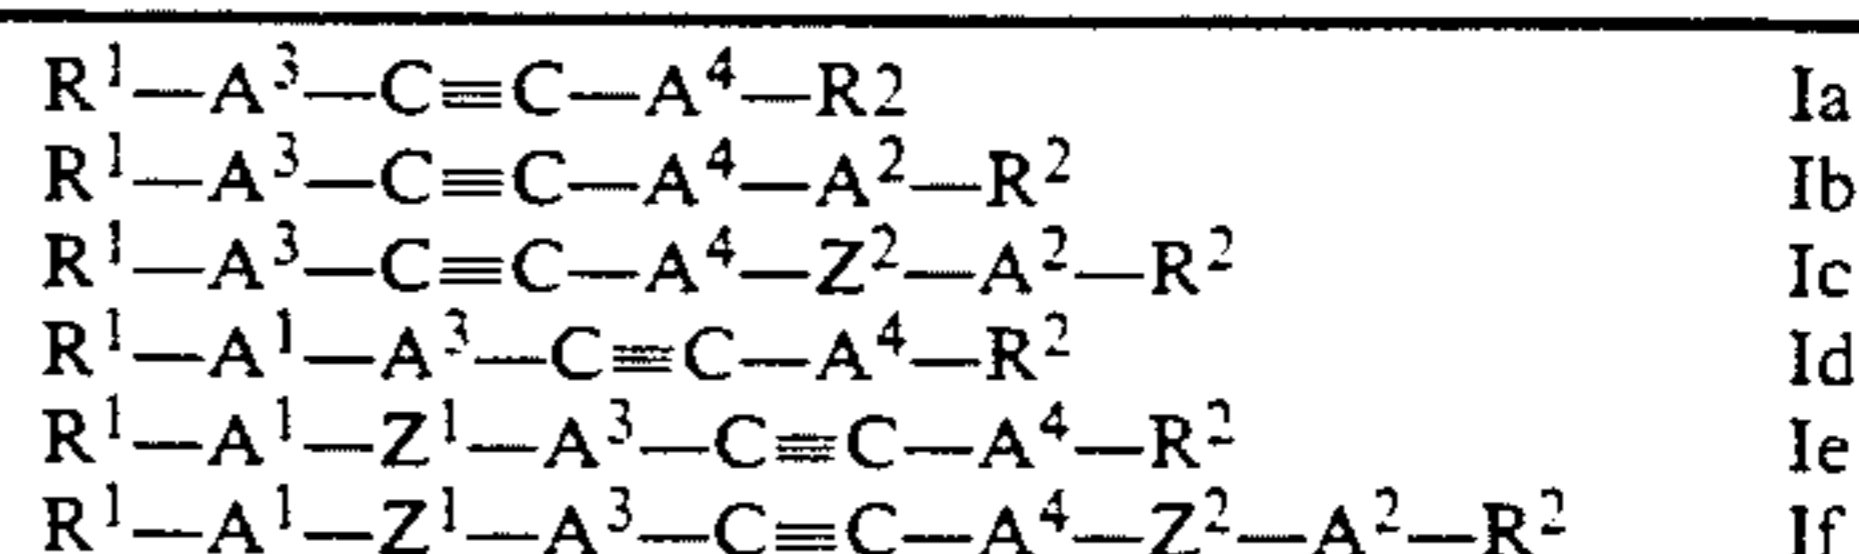 R¹—A³—C≡C—A⁴—R2 Ia
R¹—A³—C≡C—A⁴—A²—R² Ib
R¹—A³—C≡C—A⁴—Z²—A²—R² Ic
R¹—A¹—A³—C≡C—A⁴—R² Id
R¹—A¹—Z¹—A³—C≡C—A⁴—R² Ie
R¹—A¹—Z¹—A³—C≡C—A⁴—Z²—A²—R² If